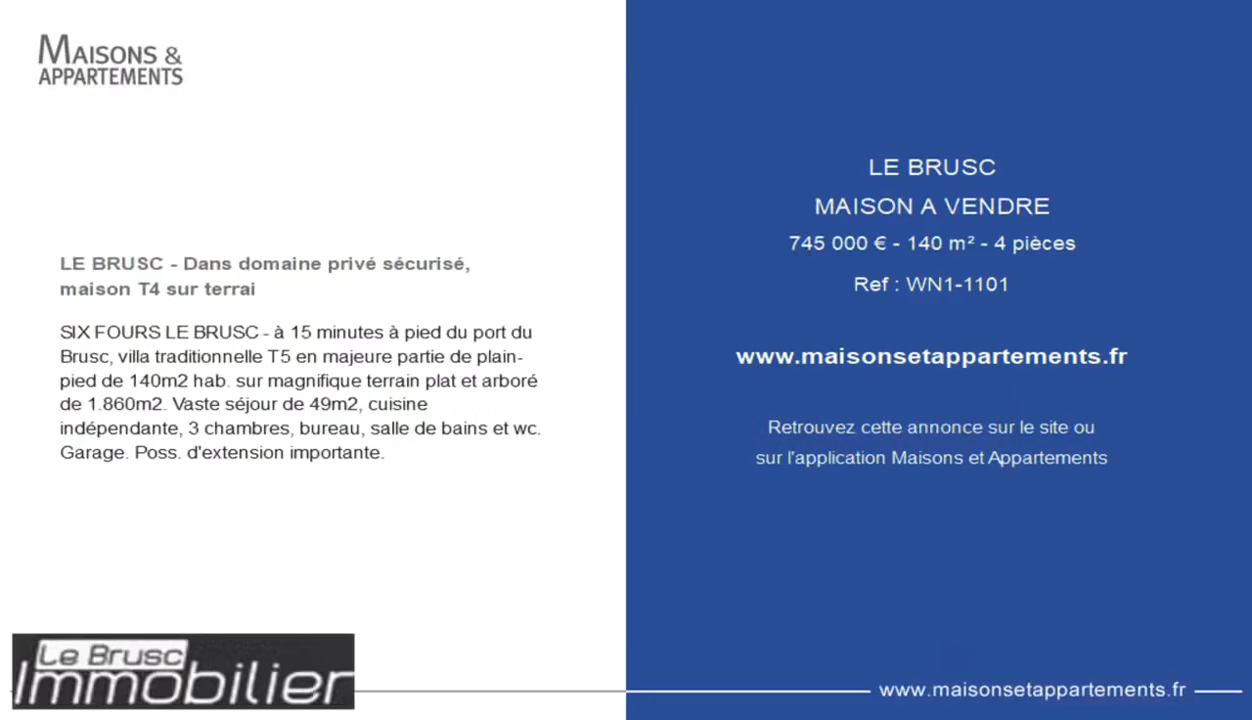 MAISONS &
APPARTEMENTS
LE BRUSC - Dans domaine privé sécurisé,
maison T4 sur terrai
SIX FOURS LE BRUSC - à 15 minutes à pied du port du
Brusc, villa traditionnelle T5 en majeure partie de plain-
pied de 140m2 hab. sur magnifique terrain plat et arboré
de 1.860m2. Vaste séjour de 49m2, cuisine
indépendante, 3 chambres, bureau, salle de bains et wc.
Garage. Poss. d'extension importante.
Le Brusc
Immobilier
LE BRUSC
MAISON A VENDRE
745 000 € - 140 m² - 4 pièces
Ref : WN1-1101
www.maisonsetappartements.fr
Retrouvez cette annonce sur le site ou
sur l'application Maisons et Appartements
www.maisonsetappartements.fr